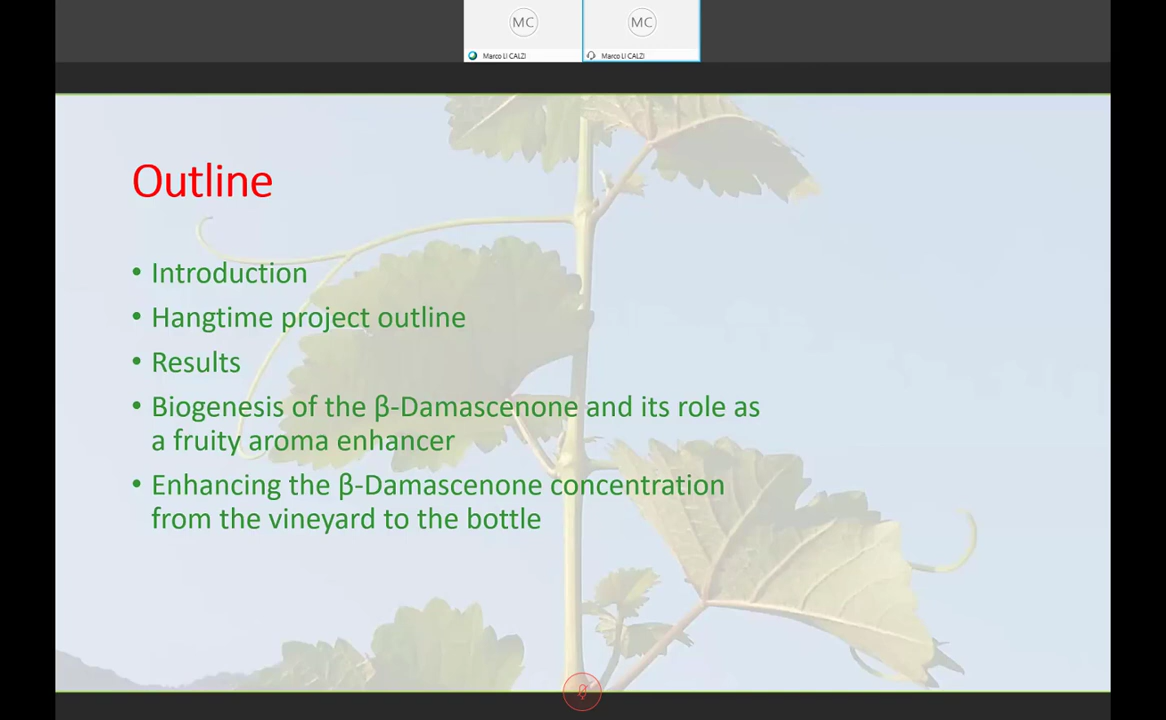 MC
MC
Marco LI CALZI
Marco LI CALZI
Outline
• Introduction
• Hangtime project outline
• Results
• Biogenesis of the β-Damascenone and its role as
a fruity aroma enhancer
• Enhancing the β-Damascenone concentration
from the vineyard to the bottle